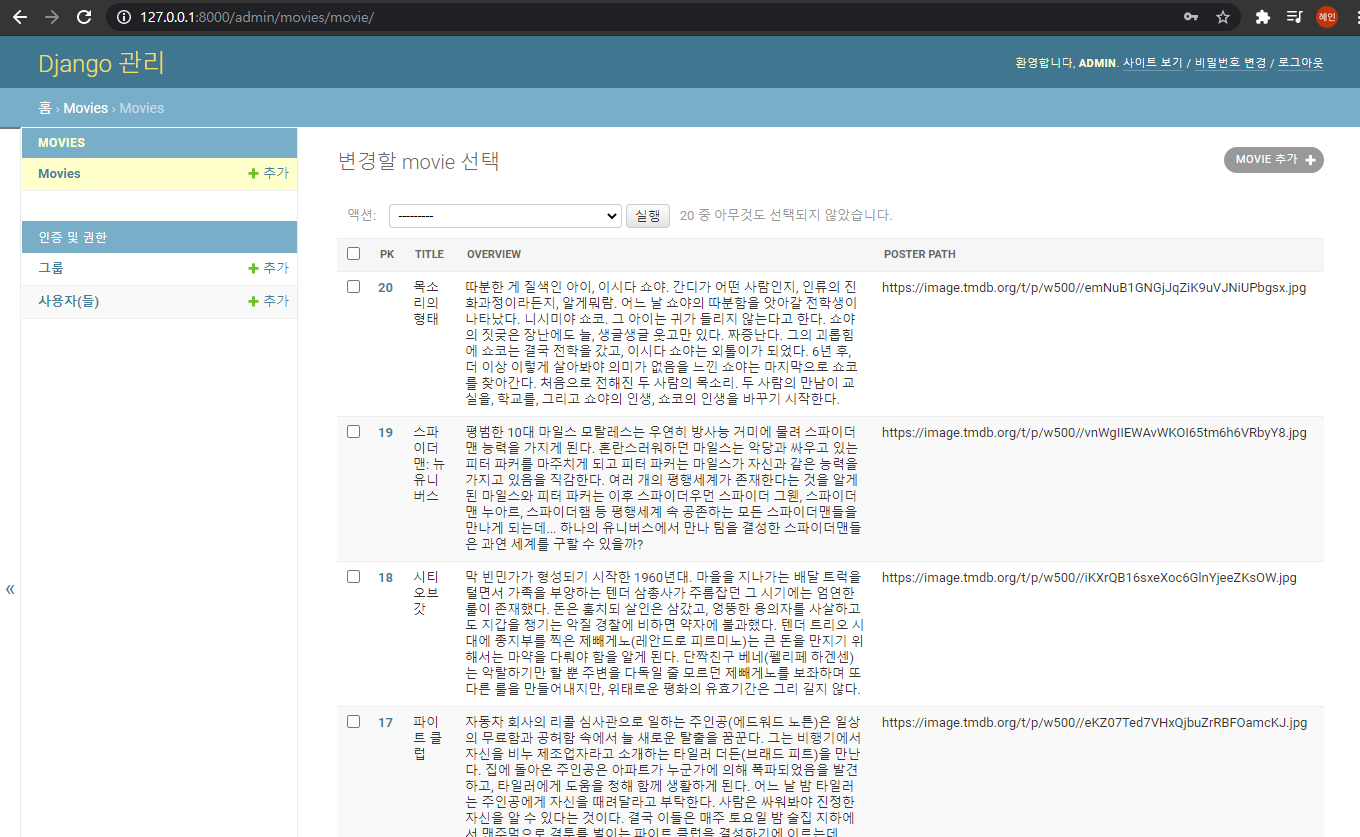 127.0.0.1:8000/admin/movies/movie/
혜인
Django 관리
환영합니다, ADMIN. 사이트 보기 / 비밀번호 변경 / 로그아웃
홈 › Movies › Movies
MOVIES
Movies
추가
인증 및 권한
그룹
추가
사용자(들)
추가
«
변경할 movie 선택
MOVIE 추가
액션:
---------
실행
20 중 아무것도 선택되지 않았습니다.
PK TITLE OVERVIEW POSTER PATH
20
목소
리의
형태
따분한 게 질색인 아이, 이시다 쇼야. 간디가 어떤 사람인지, 인류의 진
화과정이라든지, 알게뭐람. 어느 날 쇼야의 따분함을 앗아갈 전학생이
나타났다. 니시미야 쇼코. 그 아이는 귀가 들리지 않는다고 한다. 쇼야
의 짓궂은 장난에도 늘, 생글생글 웃고만 있다. 짜증난다. 그의 괴롭힘
에 쇼코는 결국 전학을 갔고, 이시다 쇼야는 외톨이가 되었다. 6년 후,
더 이상 이렇게 살아봐야 의미가 없음을 느낀 쇼야는 마지막으로 쇼코
를 찾아간다. 처음으로 전해진 두 사람의 목소리. 두 사람의 만남이 교
실을, 학교를, 그리고 쇼야의 인생, 쇼코의 인생을 바꾸기 시작한다.
https://image.tmdb.org/t/p/w500//emNuB1GNGjJqZiK9uVJNiUPbgsx.jpg
19
스파
이더
맨: 뉴
유니
버스
평범한 10대 마일스 모랄레스는 우연히 방사능 거미에 물려 스파이더
맨 능력을 가지게 된다. 혼란스러워하던 마일스는 악당과 싸우고 있는
피터 파커를 마주치게 되고 피터 파커는 마일스가 자신과 같은 능력을
가지고 있음을 직감한다. 여러 개의 평행세계가 존재한다는 것을 알게
된 마일스와 피터 파커는 이후 스파이더우먼 스파이더 그웬, 스파이더
맨 누아르, 스파이더햄 등 평행세계 속 공존하는 모든 스파이더맨들을
만나게 되는데... 하나의 유니버스에서 만나 팀을 결성한 스파이더맨들
은 과연 세계를 구할 수 있을까?
https://image.tmdb.org/t/p/w500//vnWgIIEWAvWKOI65tm6h6VRbyY8.jpg
18
시티
오브
갓
막 빈민가가 형성되기 시작한 1960년대. 마을을 지나가는 배달 트럭을
털면서 가족을 부양하는 텐더 삼총사가 주름잡던 그 시기에는 엄연한
룰이 존재했다. 돈은 훔치되 살인은 삼갔고, 엉뚱한 용의자를 사살하고
도 지갑을 챙기는 악질 경찰에 비하면 약자에 불과했다. 텐더 트리오 시
대에 종지부를 찍은 제빼게노(레안드로 피르미노)는 큰 돈을 만지기 위
해서는 마약을 다뤄야 함을 알게 된다. 단짝친구 베네(펠리페 하겐센)
는 악랄하기만 할 뿐 주변을 다독일 줄 모르던 제빼게노를 보좌하며 또
다른 룰을 만들어내지만, 위태로운 평화의 유효기간은 그리 길지 않다.
https://image.tmdb.org/t/p/w500//iKXrQB16sxeXoc6GlnYjeeZKsOW.jpg
17
파이
트 클
럽
자동차 회사의 리콜 심사관으로 일하는 주인공(에드워드 노튼)은 일상
의 무료함과 공허함 속에서 늘 새로운 탈출을 꿈꾼다. 그는 비행기에서
자신을 비누 제조업자라고 소개하는 타일러 더든(브래드 피트)을 만난
다. 집에 돌아온 주인공은 아파트가 누군가에 의해 폭파되었음을 발견
하고, 타일러에게 도움을 청해 함께 생활하게 된다. 어느 날 밤 타일러
는 주인공에게 자신을 때려달라고 부탁한다. 사람은 싸워봐야 진정한
자신을 알 수 있다는 것이다. 결국 이들은 매주 토요일 밤 술집 지하에
서 맨주먹으로 격투를 벌이는 파이트 클럽을 결성하기에 이르는데
https://image.tmdb.org/t/p/w500//eKZ07Ted7VHxQjbuZrRBFOamcKJ.jpg